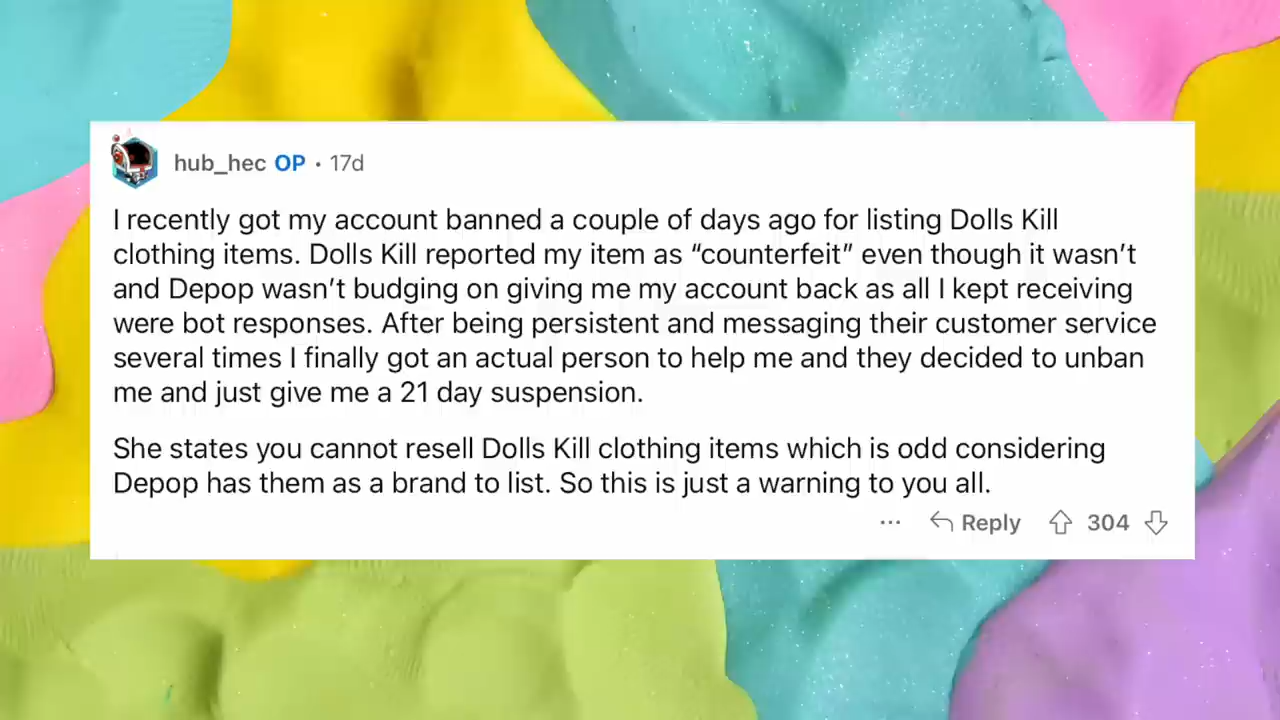 hub_hec OP · 17d
I recently got my account banned a couple of days ago for listing Dolls Kill
clothing items. Dolls Kill reported my item as “counterfeit” even though it wasn’t
and Depop wasn’t budging on giving me my account back as all I kept receiving
were bot responses. After being persistent and messaging their customer service
several times I finally got an actual person to help me and they decided to unban
me and just give me a 21 day suspension.
She states you cannot resell Dolls Kill clothing items which is odd considering
Depop has them as a brand to list. So this is just a warning to you all.
... Reply 304